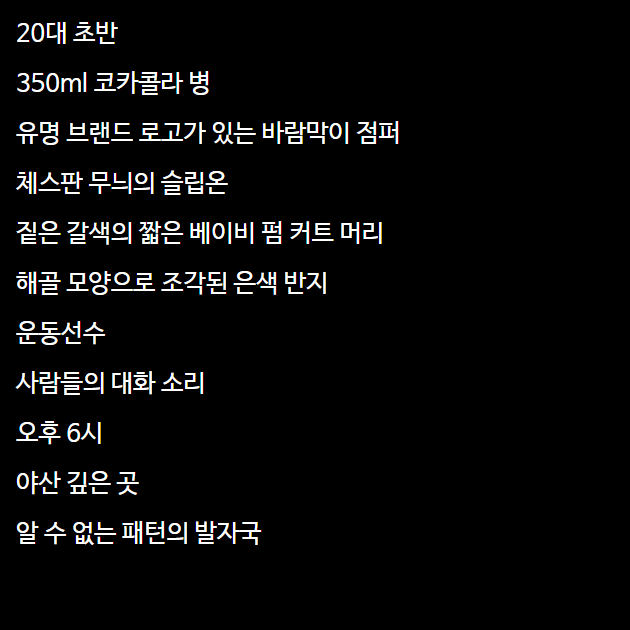 20대 초반
350ml 코카콜라 병
유명 브랜드 로고가 있는 바람막이 점퍼
체스판 무늬의 슬립온
짙은 갈색의 짧은 베이비 펌 커트 머리
해골 모양으로 조각된 은색 반지
운동선수
사람들의 대화 소리
오후 6시
야산 깊은 곳
알 수 없는 패턴의 발자국